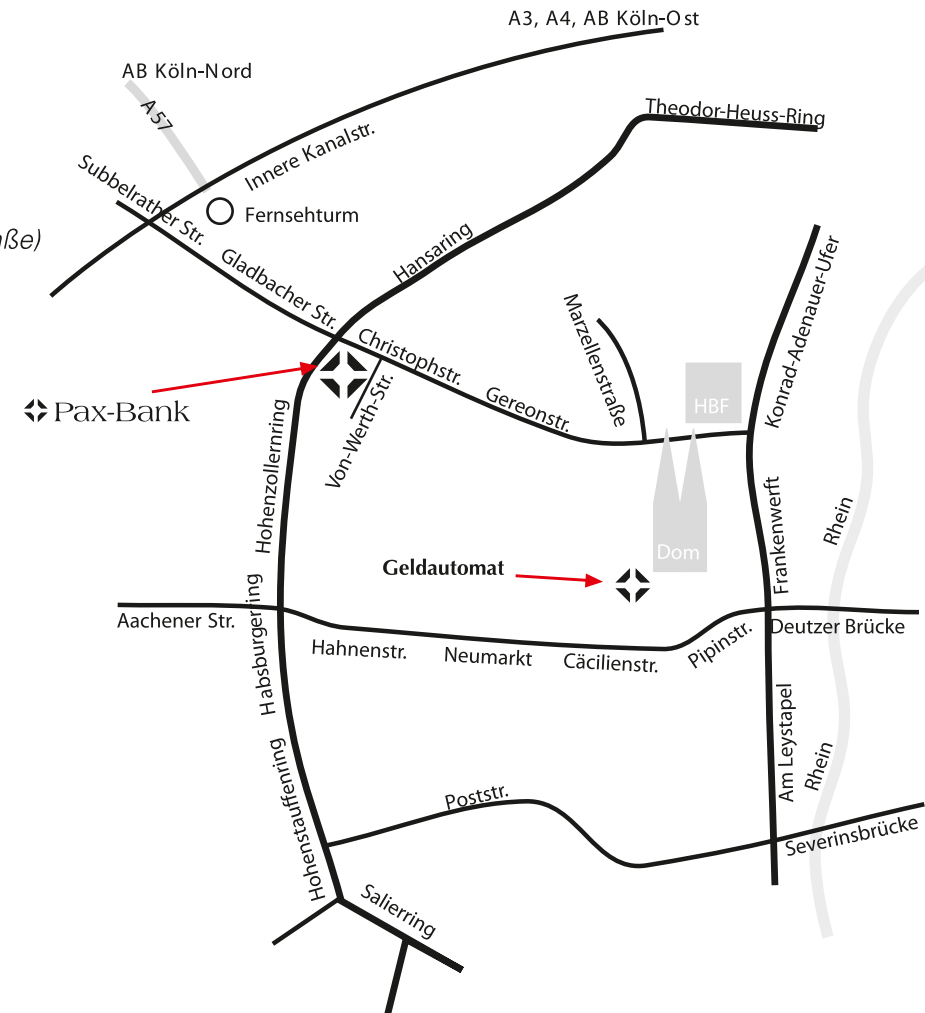 A3, A4, AB Köln-Ost
AB Köln-Nord
A 57
Theodor-Heuss-Ring
Innere Kanalstr.
Subbelrather Str.
Fernsehturm
aße)
Hansaring
Gladbacher Str.
Konrad-Adenauer-Ufer
Marzellenstraße
Christophstr.
Gereonstr.
HBF
Pax-Bank
Von-Werth-Str.
Hohenzollernring
Frankenwerft
Rhein
Dom
Geldautomat
Habsburgerring
Aachener Str.
Hahnenstr.
Neumarkt
Cäcilienstr.
Pipinstr.
Deutzer Brücke
Am Leystapel
Rhein
Hohenstauffenring
Poststr.
Severinsbrücke
Salierring